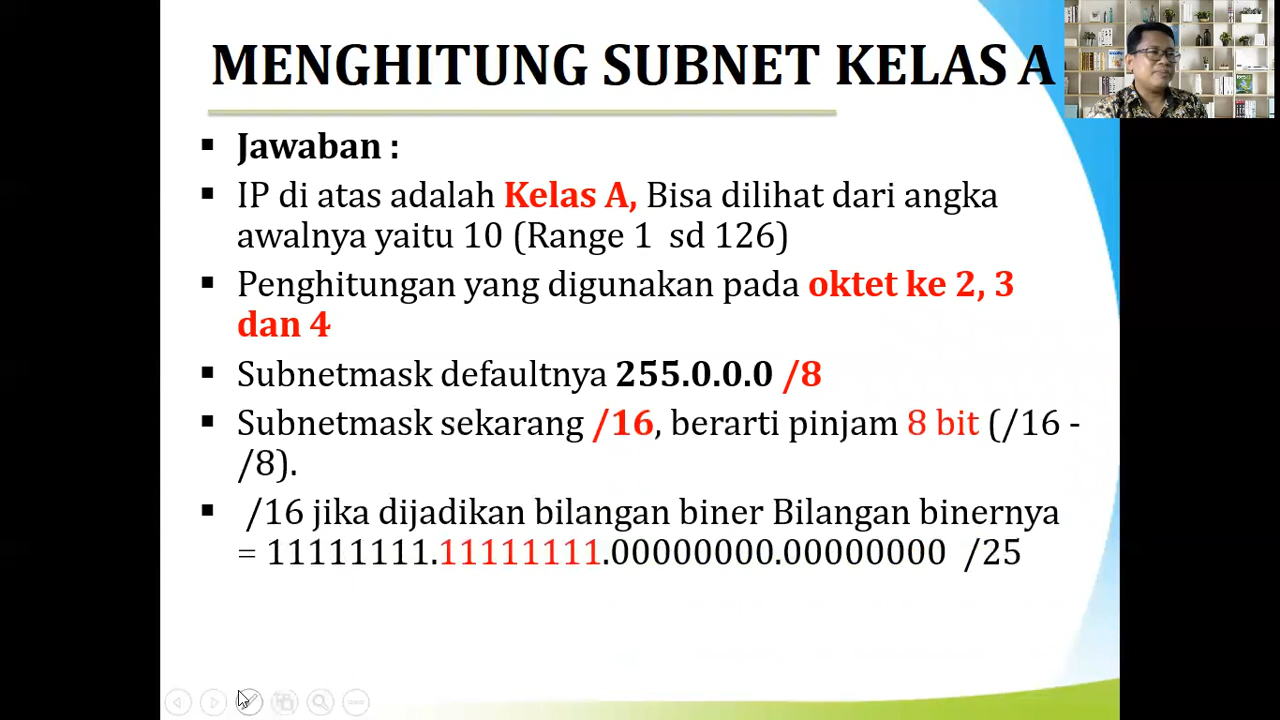 MENGHITUNG SUBNET KELAS A
▪ Jawaban :
▪ IP di atas adalah Kelas A, Bisa dilihat dari angka
awalnya yaitu 10 (Range 1 sd 126)
▪ Penghitungan yang digunakan pada oktet ke 2, 3
dan 4
▪ Subnetmask defaultnya 255.0.0.0 /8
▪ Subnetmask sekarang /16, berarti pinjam 8 bit (/16 -
/8).
▪ /16 jika dijadikan bilangan biner Bilangan binernya
= 11111111.11111111.00000000.00000000 /25